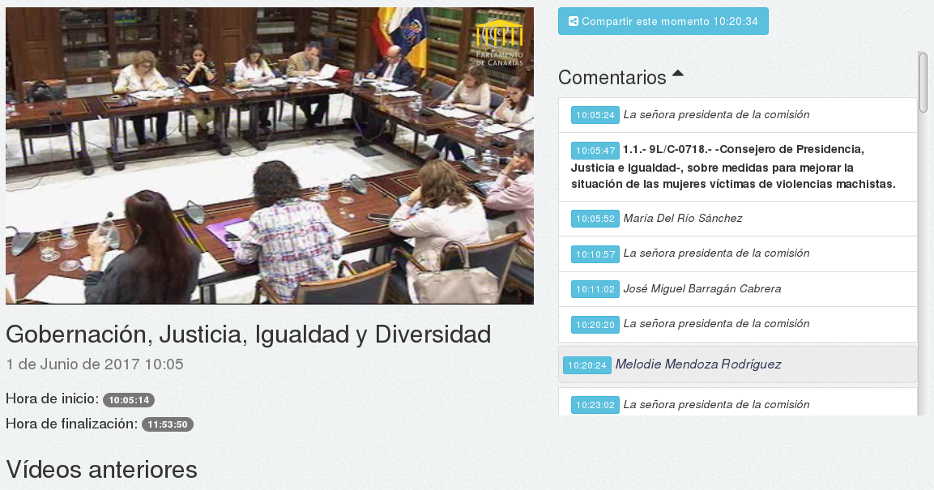 PARLAMENTO
DE CANARIAS
Gobernación, Justicia, Igualdad y Diversidad
1 de Junio de 2017 10:05
Hora de inicio: 10:05:14
Hora de finalización: 11:53:50
Vídeos anteriores
Compartir este momento 10:20:34
Comentarios
10:05:24 La señora presidenta de la comisión
10:05:47 1.1.- 9L/C-0718.- -Consejero de Presidencia,
Justicia e Igualdad-, sobre medidas para mejorar la
situación de las mujeres víctimas de violencias machistas.
10:05:52 María Del Río Sánchez
10:10:57 La señora presidenta de la comisión
10:11:02 José Miguel Barragán Cabrera
10:20:20 La señora presidenta de la comisión
10:20:24 Melodie Mendoza Rodríguez
10:23:02 La señora presidenta de la comisión